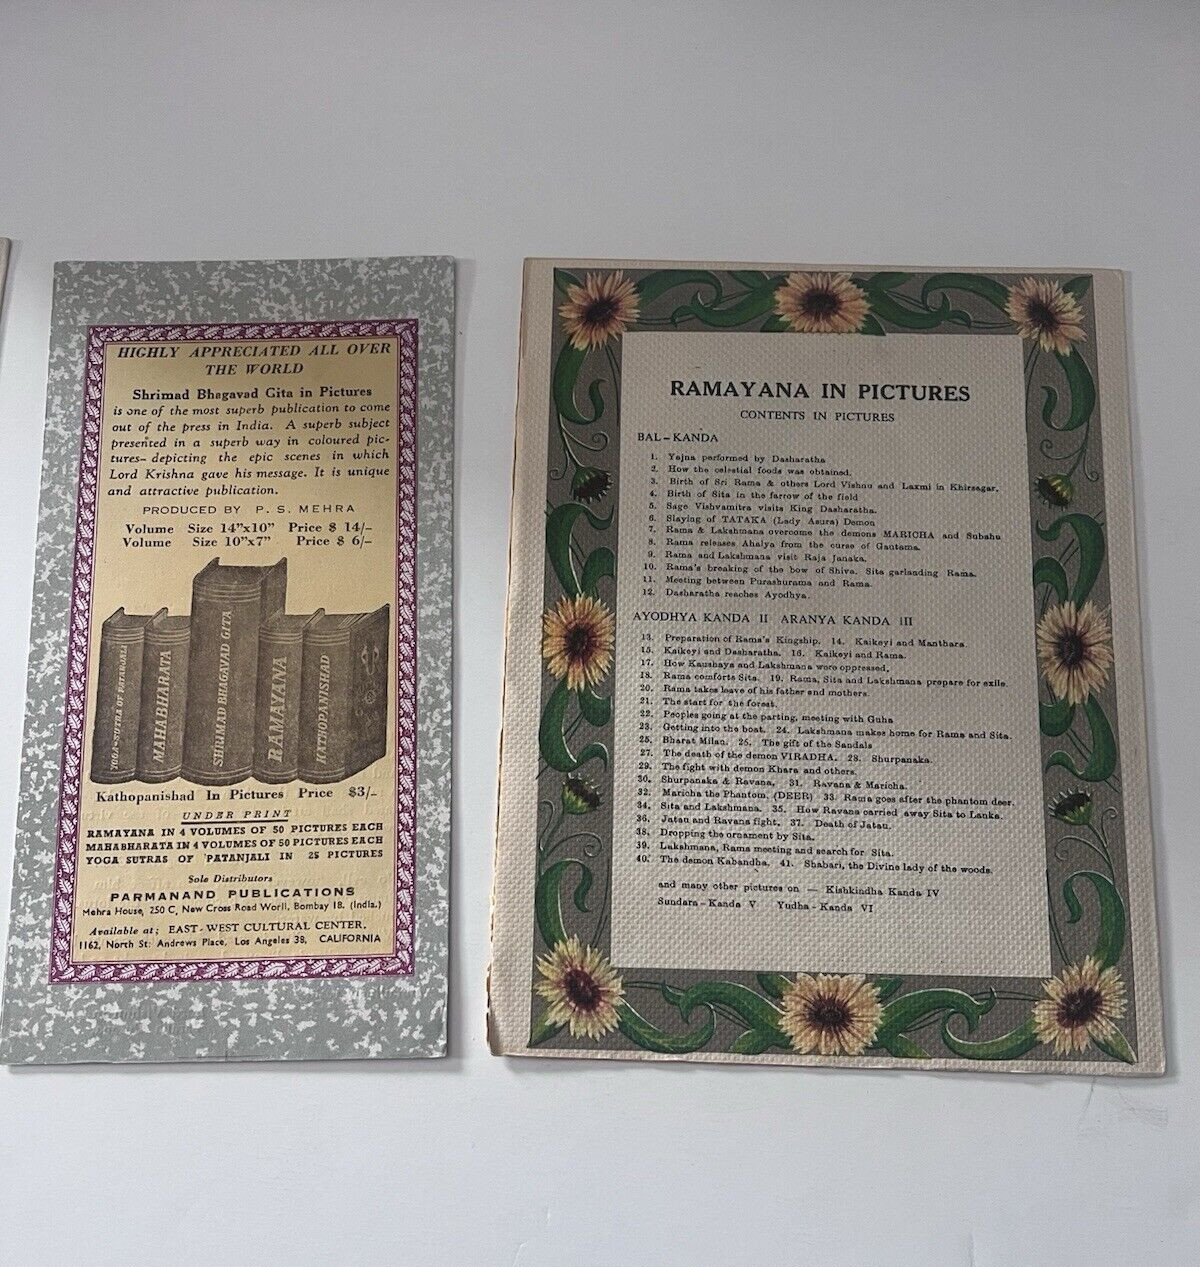 HIGHLY APPRECIATED ALL OVER
THE WORLD
Shrimad Bhagavad Gita in Pictures
is one of the most superb publication to come
out of the press in India. A superb subject
presented in a superb way in coloured pic-
tures- depicting the epic scenes in which
Lord Krishna gave his message. It is unique
and attractive publication.
PRODUCED BY P. S. MEHRA
Volume Size 14"x10" Price $ 14/-
Volume Size 10"x7" Price $ 6/-
YOGA-SUTRA OF PATANJALI
MAHABHARATA
SHRIMAD BHAGAVAD GITA
RAMAYANA
KATHOPANISHAD
Kathopanishad In Pictures Price $3/-
UNDER PRINT
RAMAYANA IN 4 VOLUMES OF 50 PICTURES EACH
MAHABHARATA IN 4 VOLUMES OF 50 PICTURES EACH
YOGA SUTRAS OF PATANJALI IN 25 PICTURES
Sole Distributors
PARMANAND PUBLICATIONS
Mehra House, 250 C, New Cross Road Worli, Bombay 18. (India.)
Available at; EAST-WEST CULTURAL CENTER.
1162, North St: Andrews Place, Los Angeles 38, CALIFORNIA
RAMAYANA IN PICTURES
CONTENTS IN PICTURES
BAL-KANDA
1. Yejna performed by Dasharatha
2. How the celestial foods was obtained.
3. Birth of Sri Rama & others Lord Vishnu and Laxmi in Khirsagar.
4. Birth of Sita in the farrow of the field
5. Sage Vishvamitra visits King Dasharatha.
6. Slaying of TATAKA (Lady Asura) Demon
7. Rama & Lakshmana overcome the demons MARICHA and Subahu
8. Rama releases Ahalya from the curse of Gautama.
9. Rama and Lakshmana visit Raja Janaka.
10. Rama's breaking of the bow of Shiva. Sita garlanding Rama.
11. Meeting between Purashurama and Rama.
12. Dasharatha reaches Ayodhya.
AYODHYA KANDA II ARANYA KANDA III
13. Preparation of Rama's Kingship. 14. Kaikeyi and Manthara
15. Kaikeyi and Dasharatha. 16. Kaikeyi and Rama.
17. How Kaushaya and Lakshmana were oppressed.
18. Rama comforts Sita. 19. Rama, Sita and Lakshmana prepare for exile.
20. Rama takes leave of his father and mothers.
21. The start for the forest.
22. Peoples going at the parting, meeting with Guha
23. Getting into the boat. 24. Lakshmana makes home for Rama and Sita.
25. Bharat Milan. 25. The gift of the Sandals
27. The death of the demon VIRADHA. 28. Shurpanaka.
29. The fight with demon Khara and others.
30. Shurpanaka & Ravana. 31. Ravana & Maricha.
32. Maricha the Phantom. (DEER) 33. Rama goes after the phantom deer.
34. Sita and Lakshmana. 35. How Ravana carried away Sita to Lanka.
36. Jatau and Ravana fight. 37. Death of Jatau.
38. Dropping the ornament by Sita.
39. Lakshmana, Rama meeting and search for Sita.
40. The demon Kabandha. 41. Shabari, the Divine lady of the woods.
and many other pictures on — Kishkindha Kanda IV
Sundara-Kanda V Yudha-Kanda VI